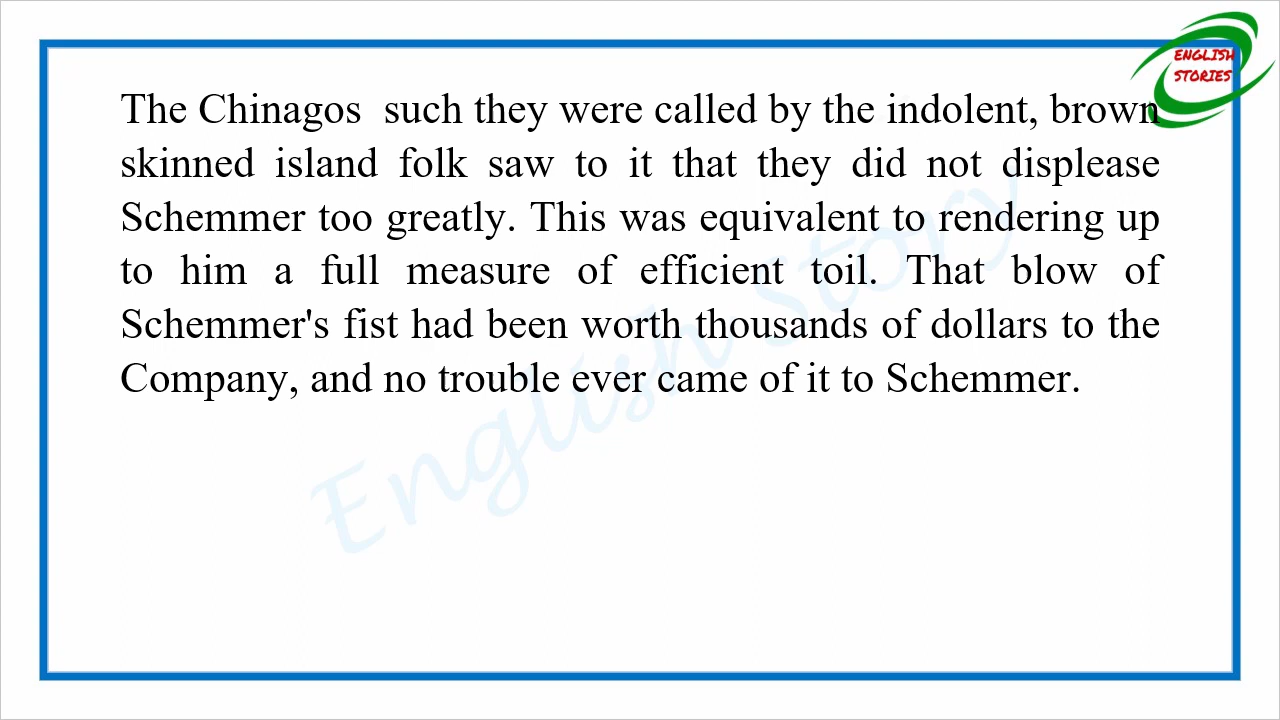 ENGLISH
STORIES
The Chinagos  such they were called by the indolent, brown
skinned island folk saw to it that they did not displease
Schemmer too greatly. This was equivalent to rendering up
to him a full measure of efficient toil. That blow of
Schemmer's fist had been worth thousands of dollars to the
Company, and no trouble ever came of it to Schemmer.
English Story